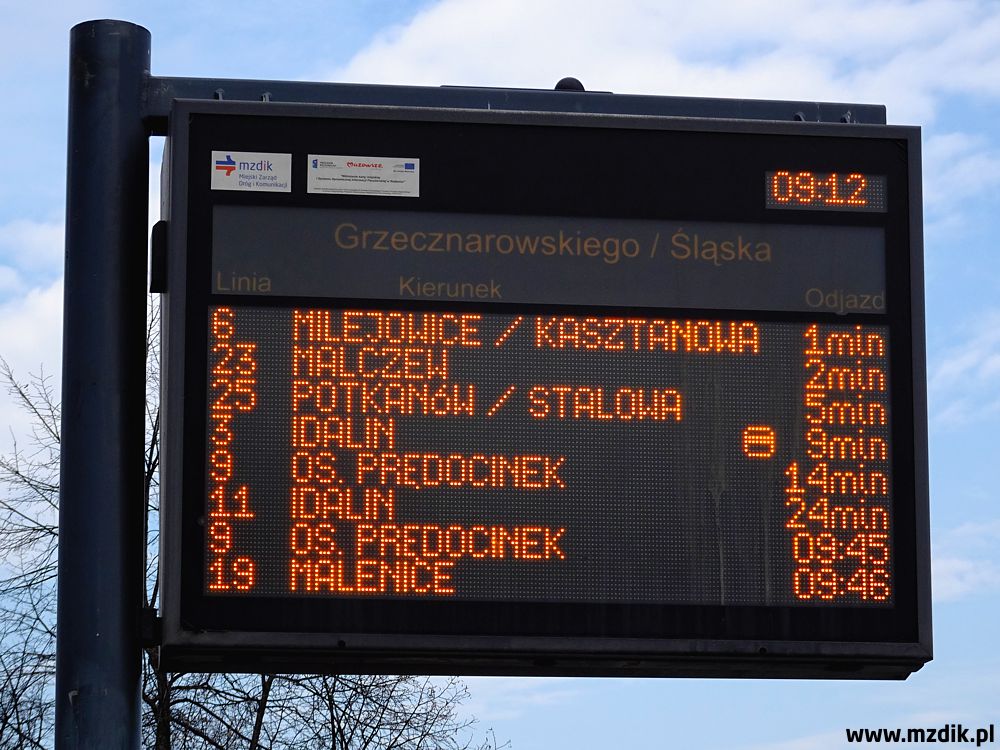 mzdik
Miejski Zarząd
Dróg i Komunikacji
mazowsze.
09:12
Grzecznarowskiego / Śląska
Linia Kierunek Odjazd
6 MILEJOWICE / KASZTANOWA 1min
23 MALCZEW 2min
25 POTKANÓW / STALOWA 5min
3 IDALIN 9min
9 OŚ. PRĘDOCINEK 14min
11 IDALIN 24min
9 OŚ. PRĘDOCINEK 09:45
19 MALENICE 09:46
www.mzdik.pl